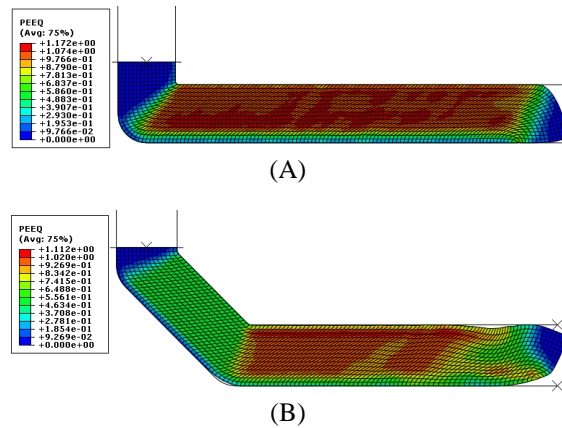 PEEQ
(Avg: 75%)
+1.172e+00
+1.074e+00
+9.766e-01
+8.790e-01
+7.813e-01
+6.837e-01
+5.860e-01
+4.883e-01
+3.907e-01
+2.930e-01
+1.953e-01
+9.766e-02
+0.000e+00
(A)
PEEQ
(Avg: 75%)
+1.112e+00
+1.020e+00
+9.269e-01
+8.342e-01
+7.415e-01
+6.488e-01
+5.561e-01
+4.634e-01
+3.708e-01
+2.781e-01
+1.854e-01
+9.269e-02
+0.000e+00
(B)